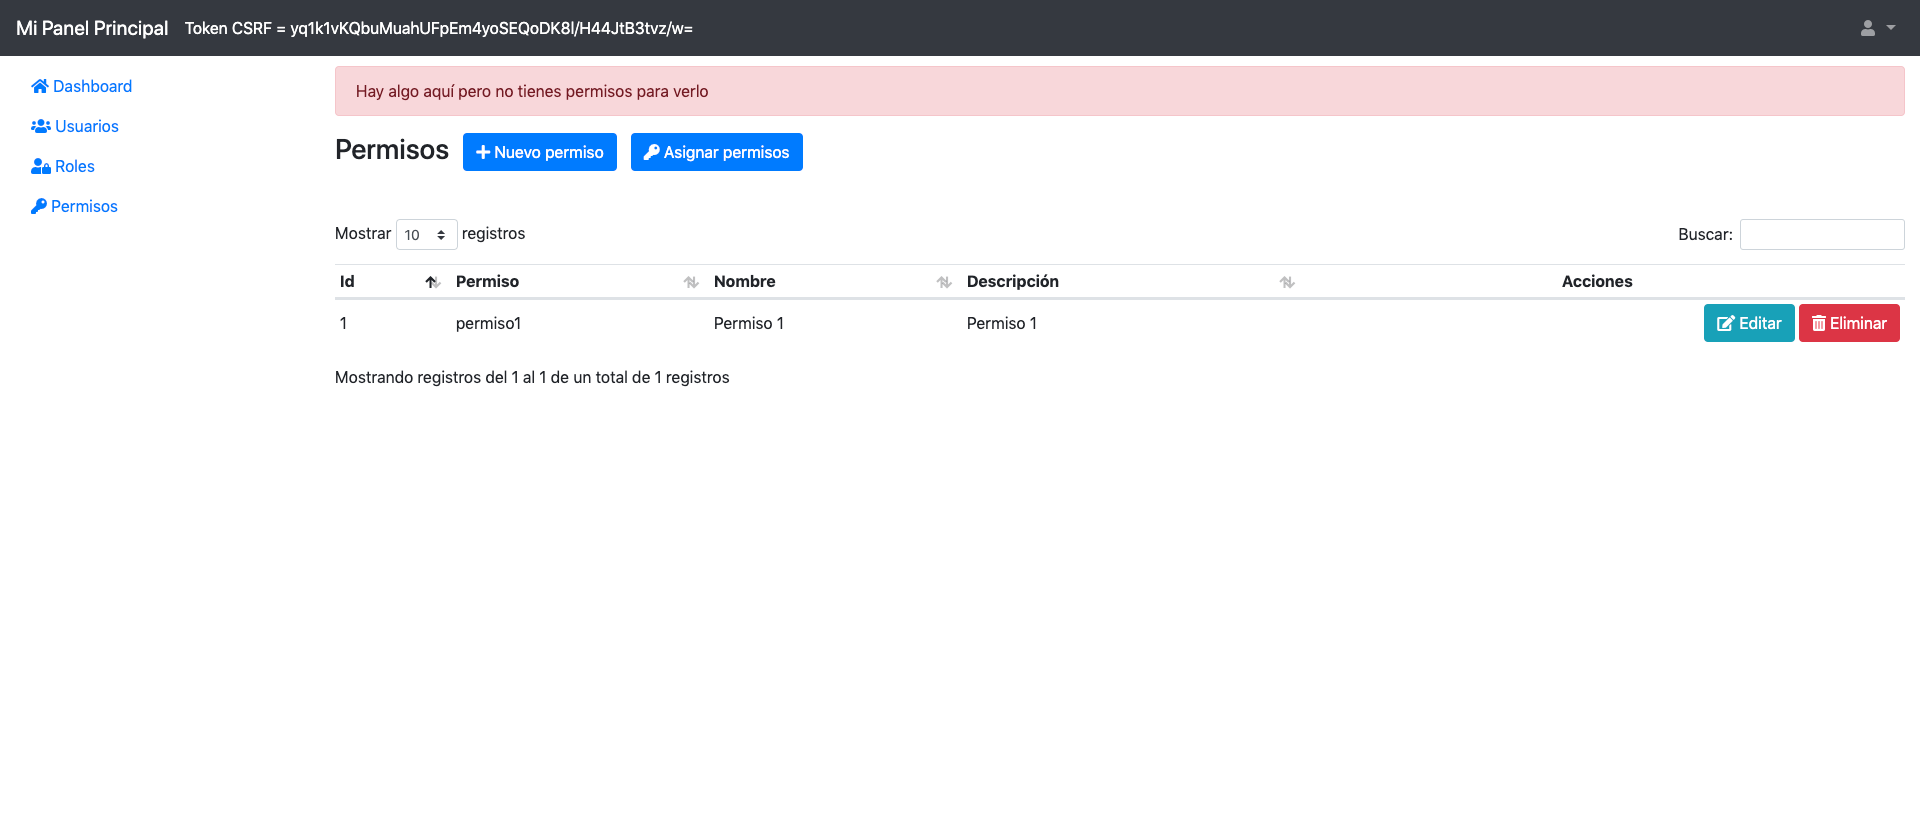 Mi Panel Principal Token CSRF = yq1k1vKQbuMuahUFpEm4yoSEQoDK8I/H44JtB3tvz/w=
Dashboard
Usuarios
Roles
Permisos
Hay algo aquí pero no tienes permisos para verlo
Permisos Nuevo permiso Asignar permisos
Mostrar 10 registros Buscar:
Id Permiso Nombre Descripción Acciones
1 permiso1 Permiso 1 Permiso 1 Editar Eliminar
Mostrando registros del 1 al 1 de un total de 1 registros